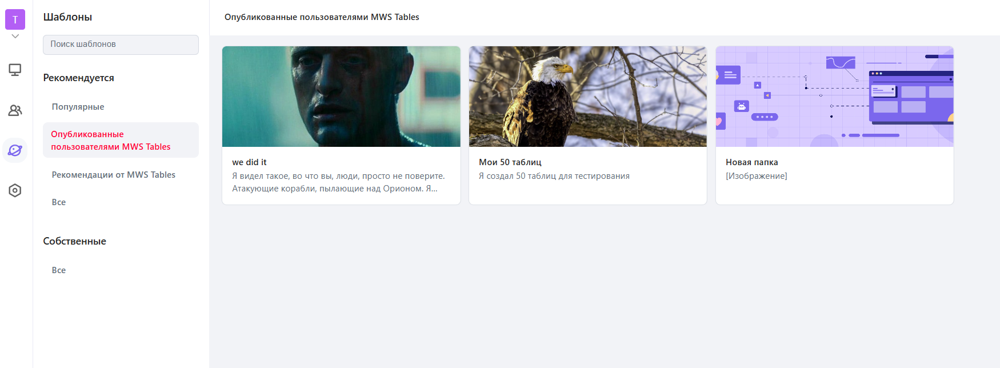 T
Шаблоны
Поиск шаблонов
Рекомендуется
Популярные
Опубликованные
пользователями MWS Tables
Рекомендации от MWS Tables
Все
Собственные
Все
Опубликованные пользователями MWS Tables
we did it
Я видел такое, во что вы, люди, просто не поверите.
Атакующие корабли, пылающие над Орионом. Я...
Мои 50 таблиц
Я создал 50 таблиц для тестирования
Новая папка
[Изображение]